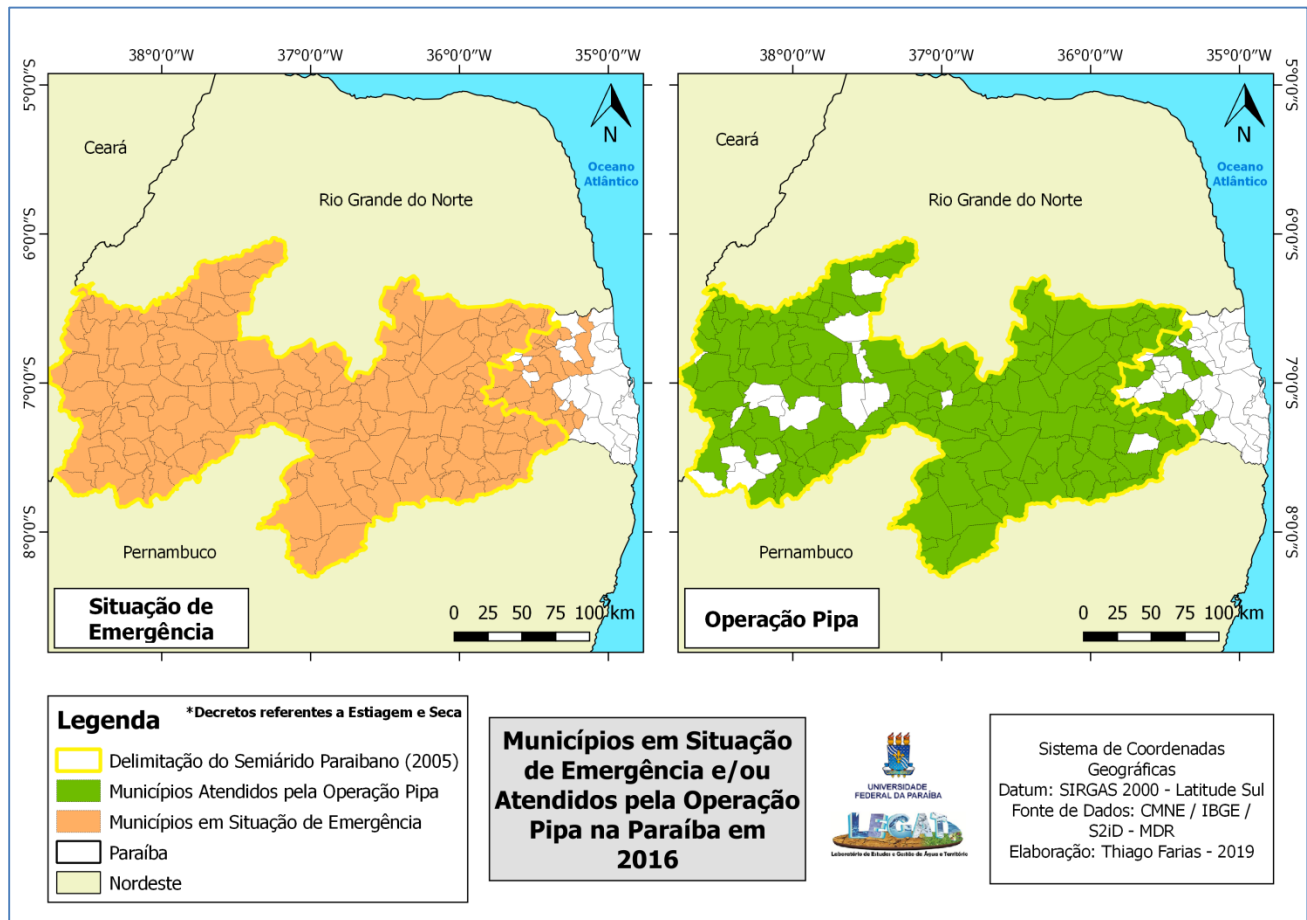 38°0'0"W 37°0'0"W 36°0'0"W 35°0'0"W
5°0'0"S
6°0'0"S
7°0'0"S
8°0'0"S
Ceará
N
Oceano
Atlântico
Rio Grande do Norte
Pernambuco
Situação de
Emergência
0 25 50 75 100 km
38°0'0"W 37°0'0"W 36°0'0"W 35°0'0"W
Ceará
N
Oceano
Atlântico
Rio Grande do Norte
Pernambuco
Operação Pipa
0 25 50 75 100 km
5°0'0"S
6°0'0"S
7°0'0"S
8°0'0"S
Legenda *Decretos referentes a Estiagem e Seca
Delimitação do Semiárido Paraibano (2005)
Municípios Atendidos pela Operação Pipa
Municípios em Situação de Emergência
Paraíba
Nordeste
Municípios em Situação
de Emergência e/ou
Atendidos pela Operação
Pipa na Paraíba em
2016
UNIVERSIDADE
FEDERAL DA PARAÍBA
LEGAT
Laboratório de Estudos e Gestão de Águas e Território
Sistema de Coordenadas
Geográficas
Datum: SIRGAS 2000 - Latitude Sul
Fonte de Dados: CMNE / IBGE /
S2iD - MDR
Elaboração: Thiago Farias - 2019